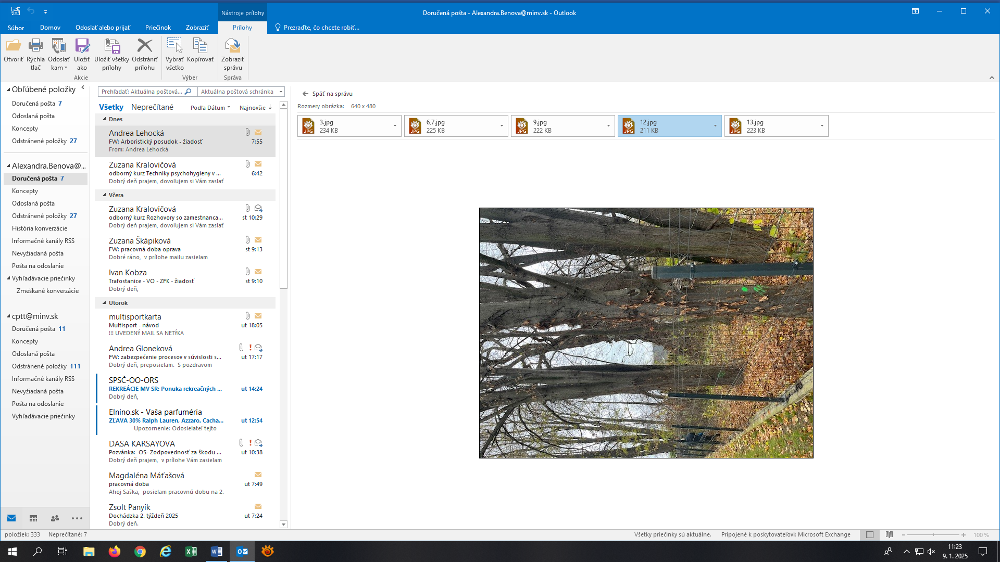 Nástroje prílohy
Doručená pošta - Alexandra.Benova@minv.sk - Outlook
Súbor
Domov
Odoslať alebo prijať
Priečinok
Zobraziť
Prílohy
Prezraďte, čo chcete robiť...
Otvoriť
Rýchla tlač
Odoslať kam
Uložiť ako
Uložiť všetky prílohy
Odstrániť prílohu
Vybrať všetko
Kopírovať
Zobraziť správu
Akcie
Výber
Správa
Obľúbené položky
Doručená pošta 7
Odoslaná pošta
Koncepty
Odstránené položky 27
Alexandra.Benova@...
Doručená pošta 7
Koncepty
Odoslaná pošta
Odstránené položky 27
História konverzácie
Informačné kanály RSS
Nevyžiadaná pošta
Pošta na odoslanie
Vyhľadávacie priečinky
Zmeškané konverzácie
cptt@minv.sk
Doručená pošta 11
Koncepty
Odoslaná pošta
Odstránené položky 111
Informačné kanály RSS
Nevyžiadaná pošta
Pošta na odoslanie
Vyhľadávacie priečinky
Prehľadať: Aktuálna poštová...
Aktuálna poštová schránka
Všetky Neprečítané
Podľa Dátum
Najnovšie
Dnes
Andrea Lehocká
FW: Arboristický posudok - žiadosť 7:55
From: Andrea Lehocká
Zuzana Kralovičová
odborný kurz Techniky psychohygieny v ... 6:42
Dobrý deň prajem, dovoľujem si Vám zaslať
Včera
Zuzana Kralovičová
odborný kurz Rozhovory so zamestnanca... st 10:29
Dobrý deň prajem, dovoľujem si Vám zaslať
Zuzana Škápiková
FW: pracovná doba oprava st 9:13
Dobré ráno, v prílohe mailu zasielam
Ivan Kobza
Trafostanice - VO - ZFK - žiadosť st 9:10
Dobrý deň,
Utorok
multisportkarta
Multisport - návod ut 18:05
!!! UVEDENÝ MAIL SA NETÝKA
Andrea Gloneková
FW: zabezpečenie procesov v súvislosti s... ut 17:17
Dobrý deň, preposielam. S pozdravom
SPSČ-OO-ORS
REKREÁCIE MV SR: Ponuka rekreačných ... ut 14:24
Dobrý deň,
Elnino.sk - Vaša parfuméria
ZĽAVA 30% Ralph Lauren, Azzaro, Cacha... ut 12:54
Upozornenie: Odosielateľ tejto
DASA KARSAYOVA
Pozvánka: OS- Zodpovednosť za škodu ... ut 10:38
Dobrý deň prajem, v prílohe Vám zasielam
Magdaléna Máťašová
pracovná doba ut 7:49
Ahoj Saška, posielam pracovnú dobu na 2.
Zsolt Panyik
Dochádzka 2. týždeň 2025 ut 7:24
Dobrý deň.
Späť na správu
Rozmery obrázka: 640 x 480
JPG
3.jpg
234 KB
JPG
6,7.jpg
225 KB
JPG
9.jpg
222 KB
JPG
12.jpg
211 KB
JPG
13.jpg
223 KB
položiek: 333 Neprečítané: 7
Všetky priečinky sú aktuálne.
Pripojené k poskytovateľovi: Microsoft Exchange
100 %
11:23
9. 1. 2025